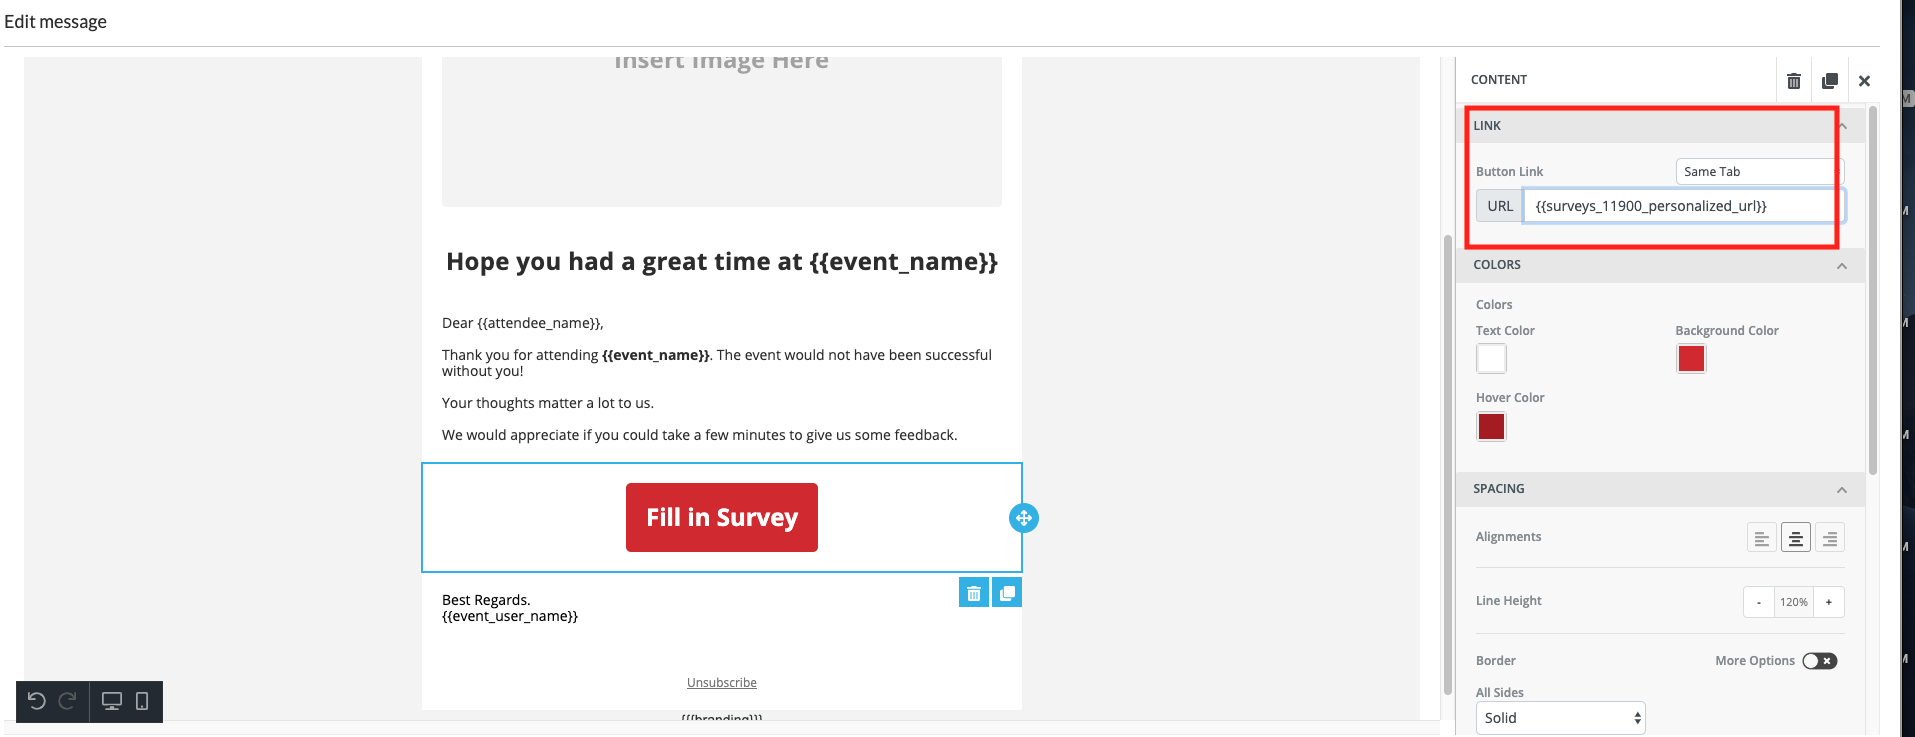 Edit message
Insert Image Here
Hope you had a great time at {{event_name}}
Dear {{attendee_name}},
Thank you for attending {{event_name}}. The event would not have been successful
without you!
Your thoughts matter a lot to us.
We would appreciate if you could take a few minutes to give us some feedback.
Fill in Survey
Best Regards.
{{event_user_name}}
Unsubscribe
{{{branding}}}
CONTENT
LINK
Button Link
Same Tab
URL
{{surveys_11900_personalized_url}}
COLORS
Colors
Text Color
Background Color
Hover Color
SPACING
Alignments
Line Height
- 120% +
Border
More Options
All Sides
Solid
M
M
M
M
M
M